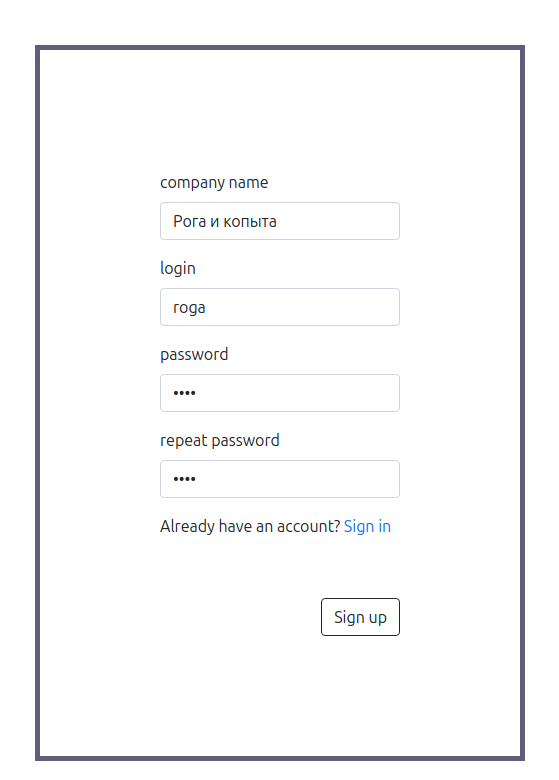 company name
Рога и копыта
login
roga
password
••••
repeat password
••••
Already have an account? Sign in
Sign up